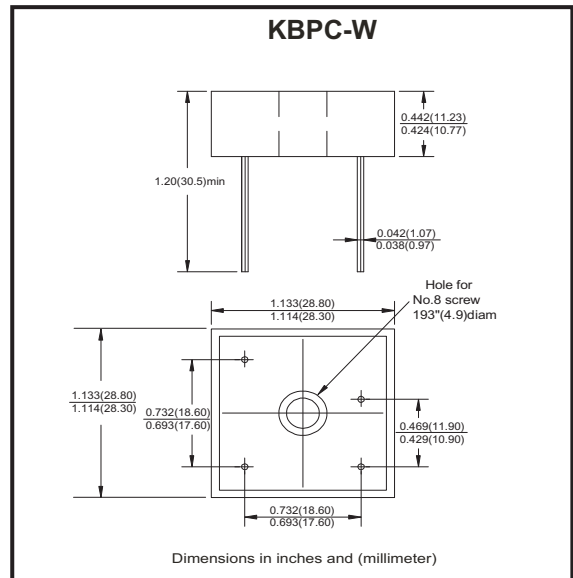 KBPC-W
0.442(11.23)
0.424(10.77)
1.20(30.5)min
0.042(1.07)
0.038(0.97)
Hole for
No.8 screw
193"(4.9)diam
1.133(28.80)
1.114(28.30)
1.133(28.80)
1.114(28.30)
0.732(18.60)
0.693(17.60)
0.469(11.90)
0.429(10.90)
0.732(18.60)
0.693(17.60)
Dimensions in inches and (millimeter)